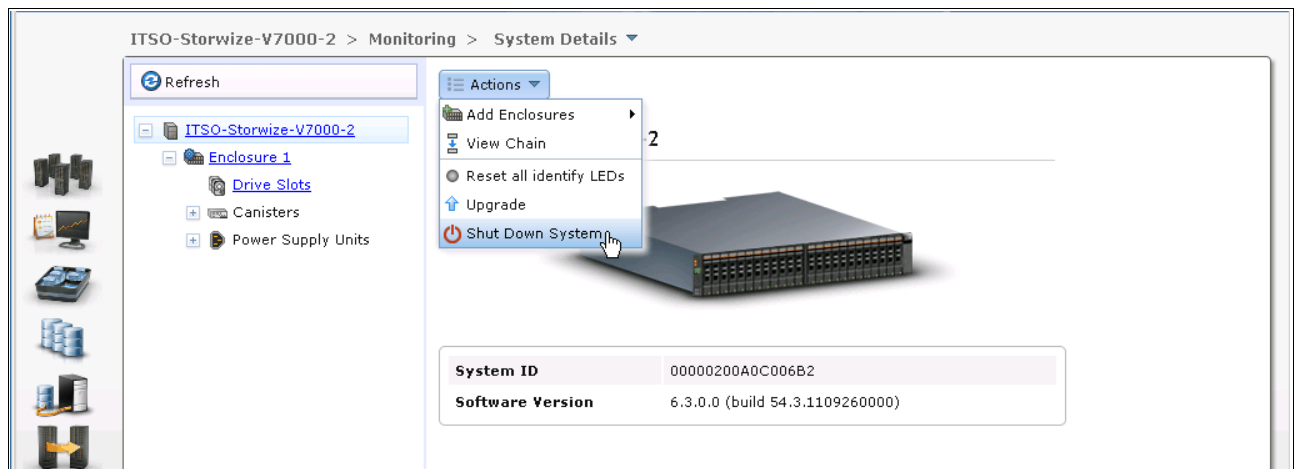 ITSO-Storwize-V7000-2 > Monitoring > System Details
Refresh
Actions
ITSO-Storwize-V7000-2
Enclosure 1
Drive Slots
Canisters
Power Supply Units
Add Enclosures
View Chain
Reset all identify LEDs
Upgrade
Shut Down System
-2
System ID 00000200A0C006B2
Software Version 6.3.0.0 (build 54.3.1109260000)